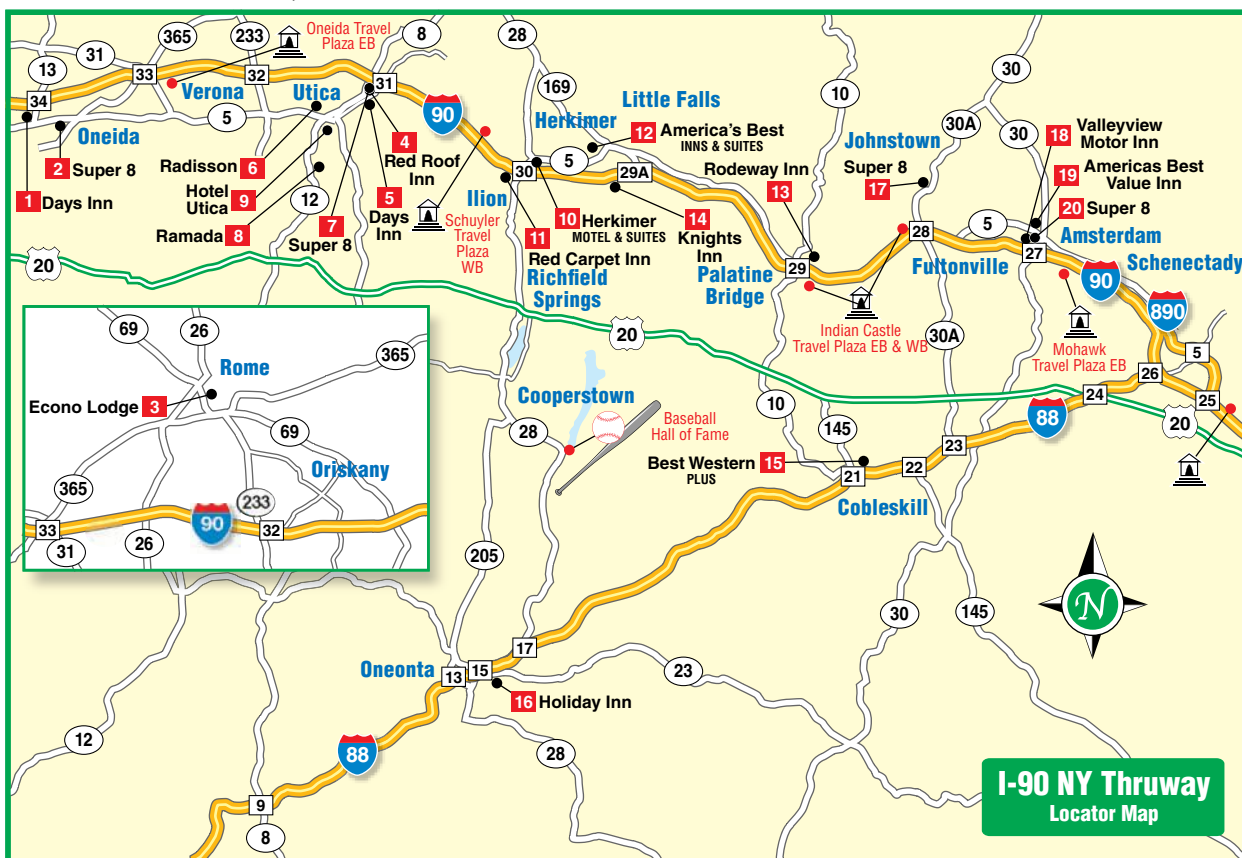 8
28
30
365
233
Oneida Travel
Plaza EB
31
13
33
32
31
34
Verona
Utica
5
Oneida
90
169
10
Little Falls
Herkimer
12 America's Best
INNS & SUITES
5
30
29A
Johnstown
Super 8
17
30A
30
18 Valleyview
Motor Inn
19 Americas Best
Value Inn
20 Super 8
1 Days Inn
2 Super 8
Radisson 6
Hotel
Utica
9
Ramada 8
12
7
Super 8
4
Red Roof
Inn
5
Days
Inn
Ilion
Schuyler
Travel
Plaza
WB
10 Herkimer
MOTEL & SUITES
11
Red Carpet Inn
Richfield
Springs
14
Knights
Inn
Rodeway Inn
13
Palatine
Bridge
29
28
Fultonville
5
27
Amsterdam
Schenectady
90
890
20
20
Indian Castle
Travel Plaza EB & WB
30A
Mohawk
Travel Plaza EB
5
26
25
24
20
88
69
26
365
Rome
Econo Lodge 3
69
Oriskany
365
233
90
33
32
31
26
Cooperstown
28
Baseball
Hall of Fame
10
145
Best Western 15
PLUS
21
22
23
Cobleskill
205
30
145
N
Oneonta
13
15
17
16 Holiday Inn
23
12
88
28
9
8
I-90 NY Thruway
Locator Map